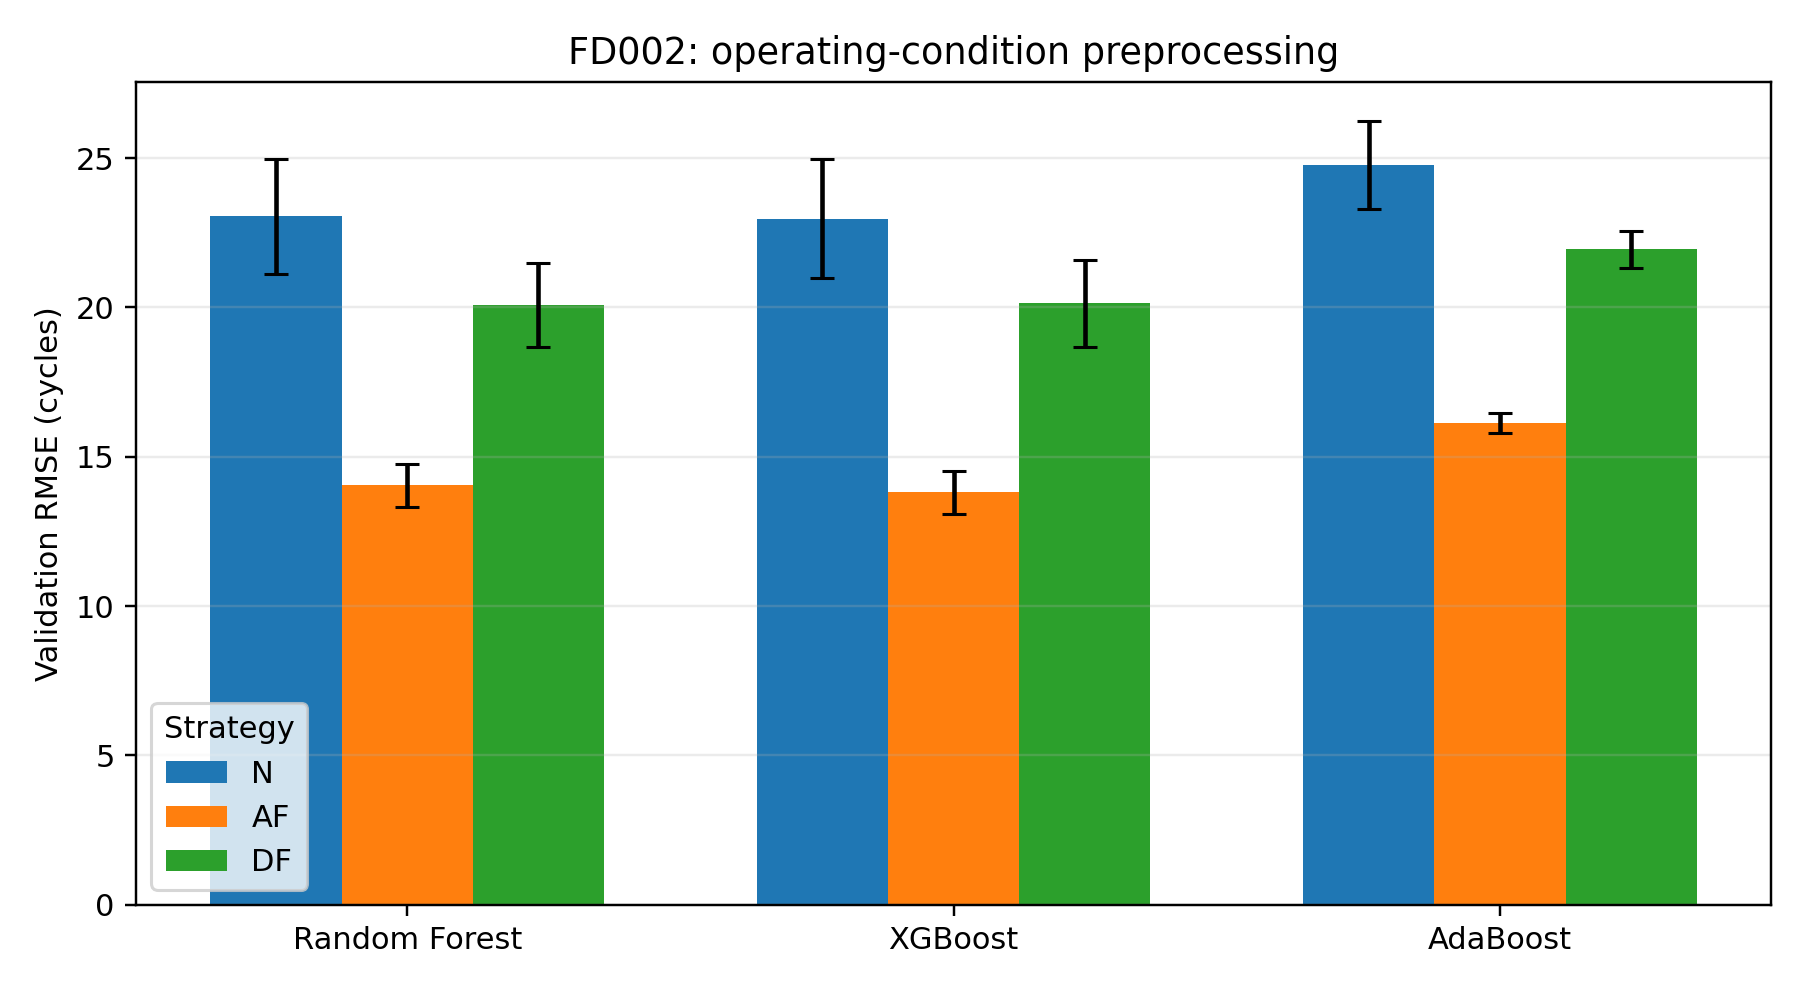 FD002: operating-condition preprocessing
Validation RMSE (cycles)
25
20
15
10
5
0
Strategy
N
AF
DF
Random Forest
XGBoost
AdaBoost